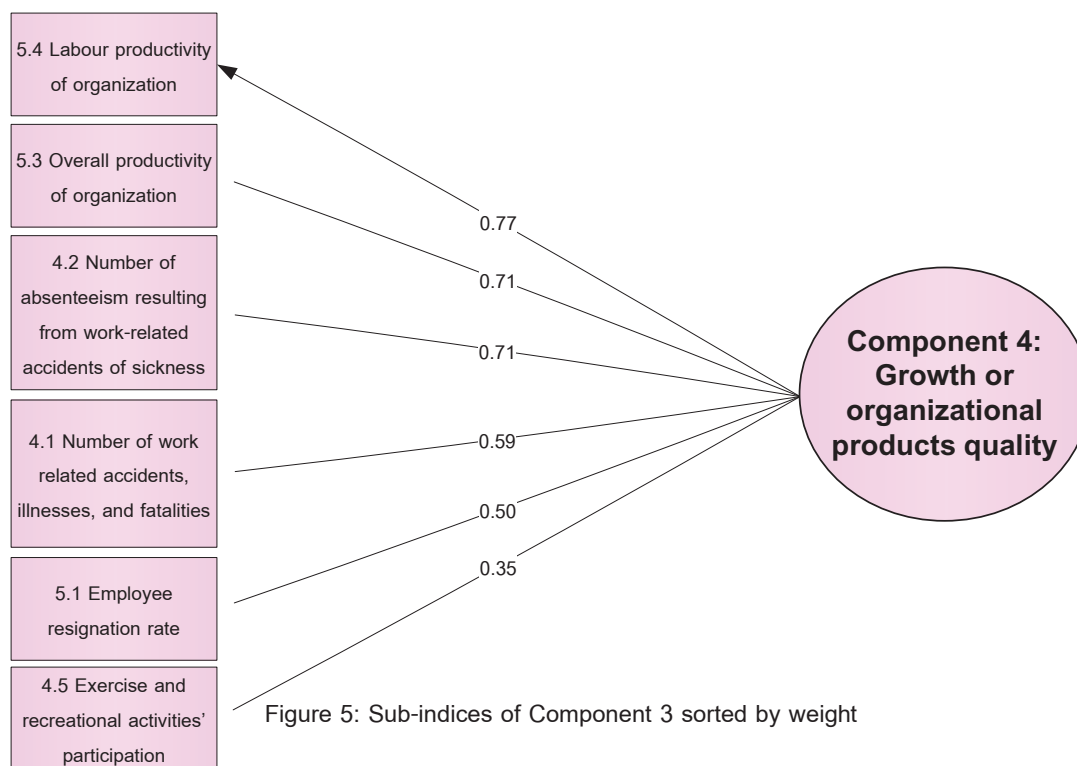 5.4 Labour productivity
of organization
5.3 Overall productivity
of organization
4.2 Number of
absenteeism resulting
from work-related
accidents of sickness
4.1 Number of work
related accidents,
illnesses, and fatalities
5.1 Employee
resignation rate
4.5 Exercise and
recreational activities'
participation
0.77
0.71
0.71
0.59
0.50
0.35
Component 4:
Growth or
organizational
products quality
Figure 5: Sub-indices of Component 3 sorted by weight